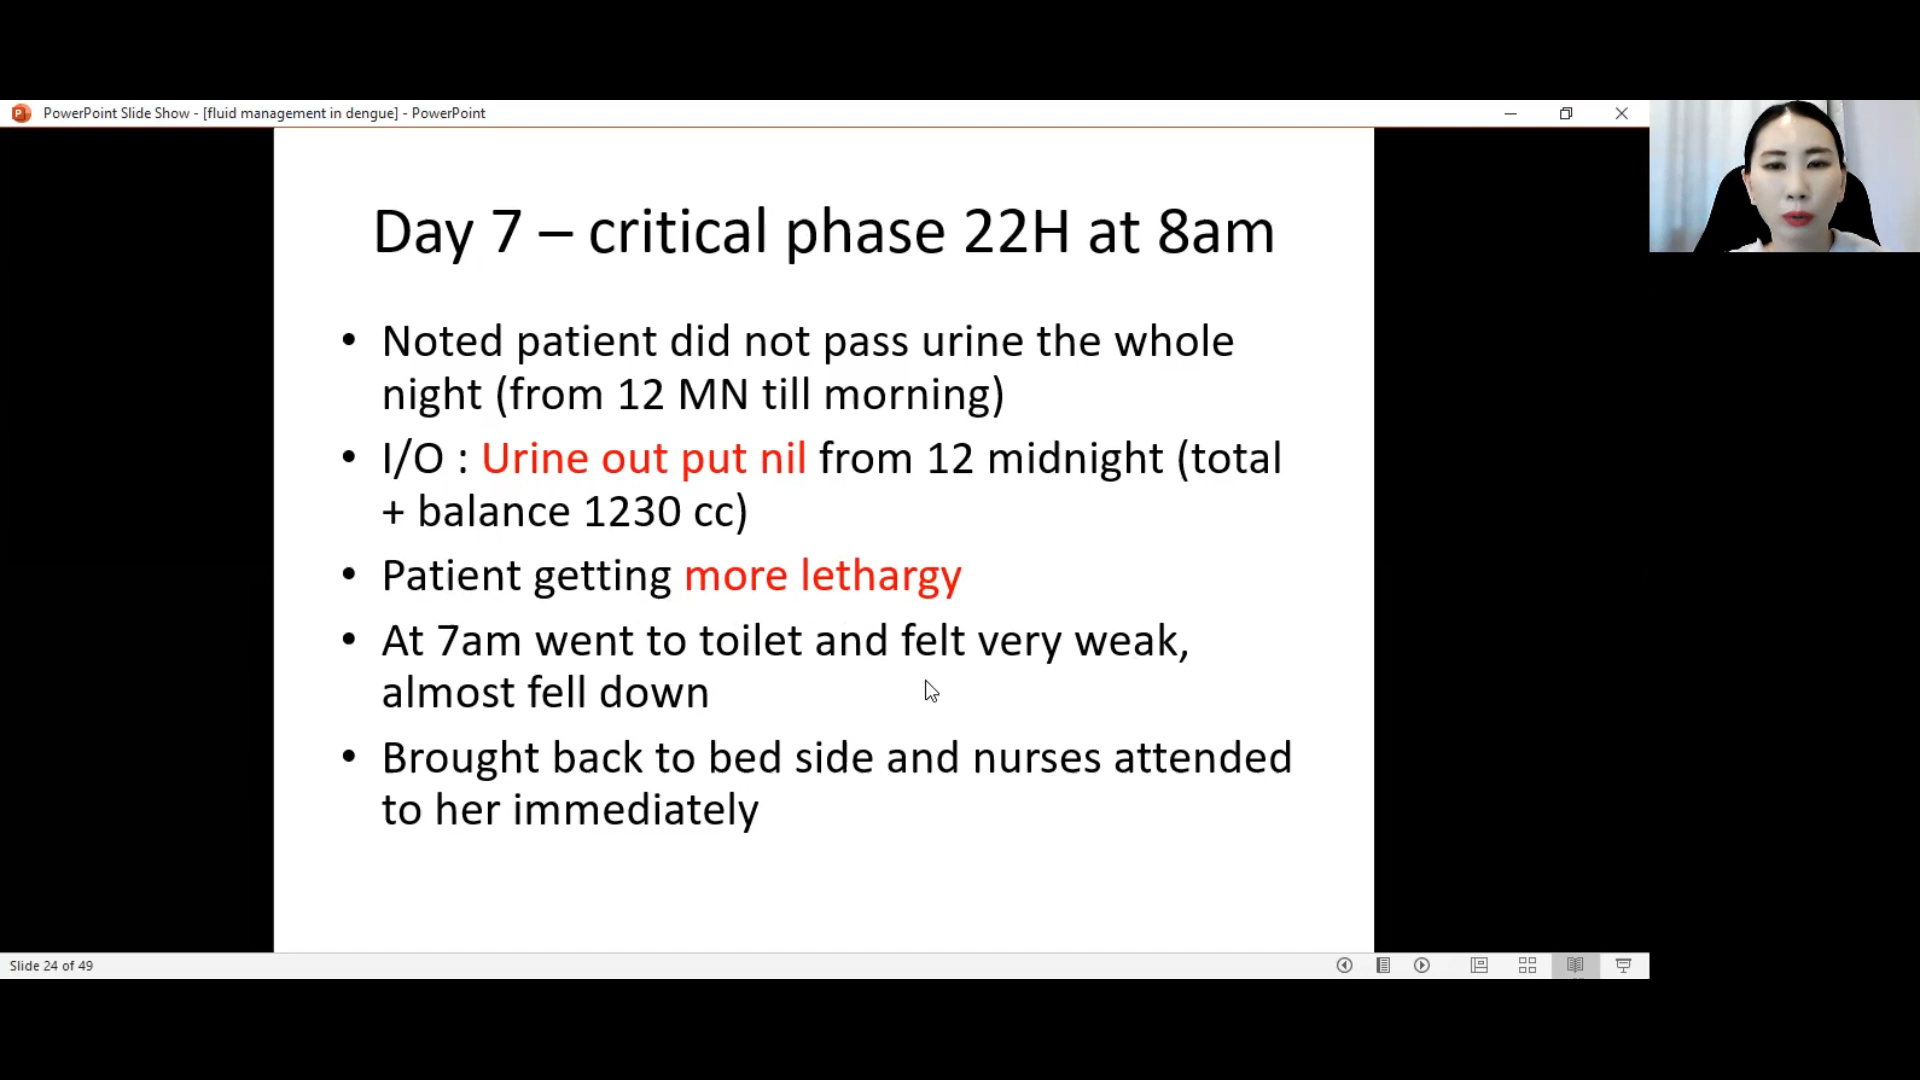 PowerPoint Slide Show - [fluid management in dengue] - PowerPoint
Day 7 – critical phase 22H at 8am
• Noted patient did not pass urine the whole
night (from 12 MN till morning)
• I/O : Urine out put nil from 12 midnight (total
+ balance 1230 cc)
• Patient getting more lethargy
• At 7am went to toilet and felt very weak,
almost fell down
• Brought back to bed side and nurses attended
to her immediately
Slide 24 of 49